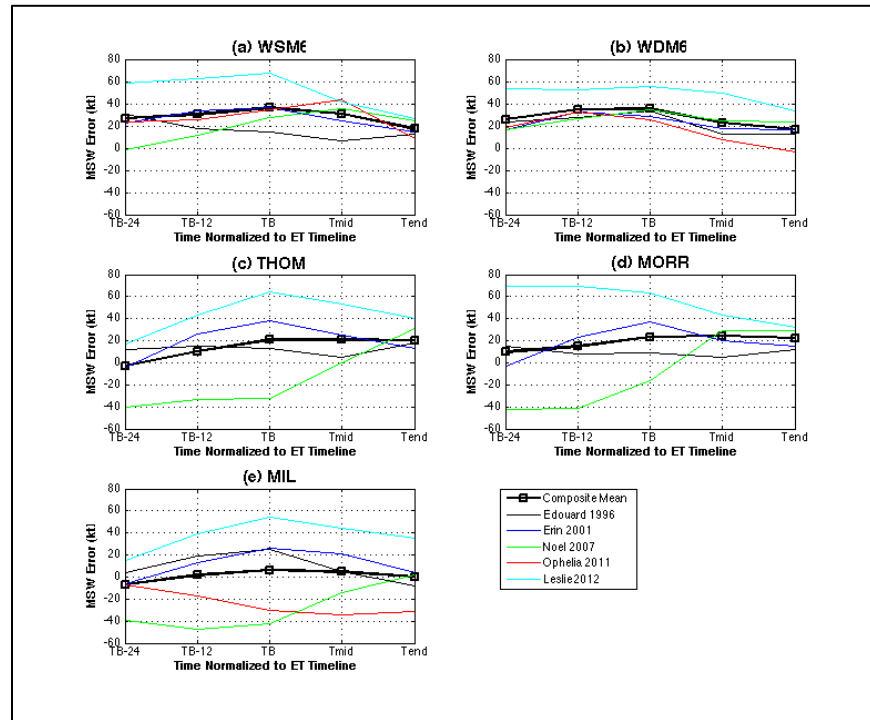 (a) WSM6
MSW Error (kt)
80
60
40
20
0
-20
-40
-60
TB-24 TB-12 TB Tmid Tend
Time Normalized to ET Timeline
(b) WDM6
MSW Error (kt)
80
60
40
20
0
-20
-40
-60
TB-24 TB-12 TB Tmid Tend
Time Normalized to ET Timeline
(c) THOM
MSW Error (kt)
80
60
40
20
0
-20
-40
-60
TB-24 TB-12 TB Tmid Tend
Time Normalized to ET Timeline
(d) MORR
MSW Error (kt)
80
60
40
20
0
-20
-40
-60
TB-24 TB-12 TB Tmid Tend
Time Normalized to ET Timeline
(e) MIL
MSW Error (kt)
80
60
40
20
0
-20
-40
-60
TB-24 TB-12 TB Tmid Tend
Time Normalized to ET Timeline
Composite Mean
Edouard 1996
Erin 2001
Noel 2007
Ophelia 2011
Leslie2012